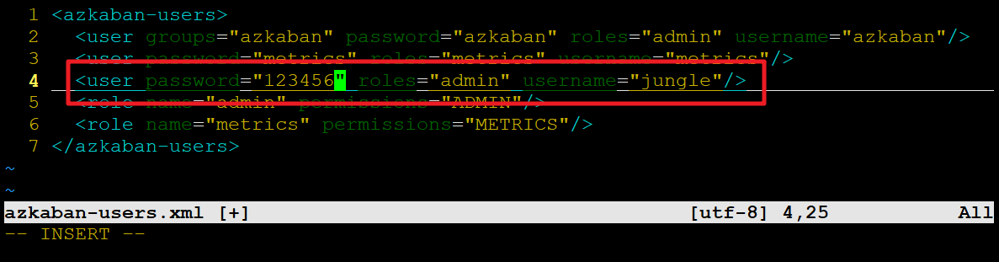 1 <azkaban-users>
2   <user groups="azkaban" password="azkaban" roles="admin" username="azkaban"/>
3   <user password="metrics" roles="metrics" username="metrics"/>
4   <user password="123456" roles="admin" username="jungle"/>
5   <role name="admin" permissions="ADMIN"/>
6   <role name="metrics" permissions="METRICS"/>
7 </azkaban-users>
~
~
azkaban-users.xml [+] [utf-8] 4,25 All
-- INSERT --